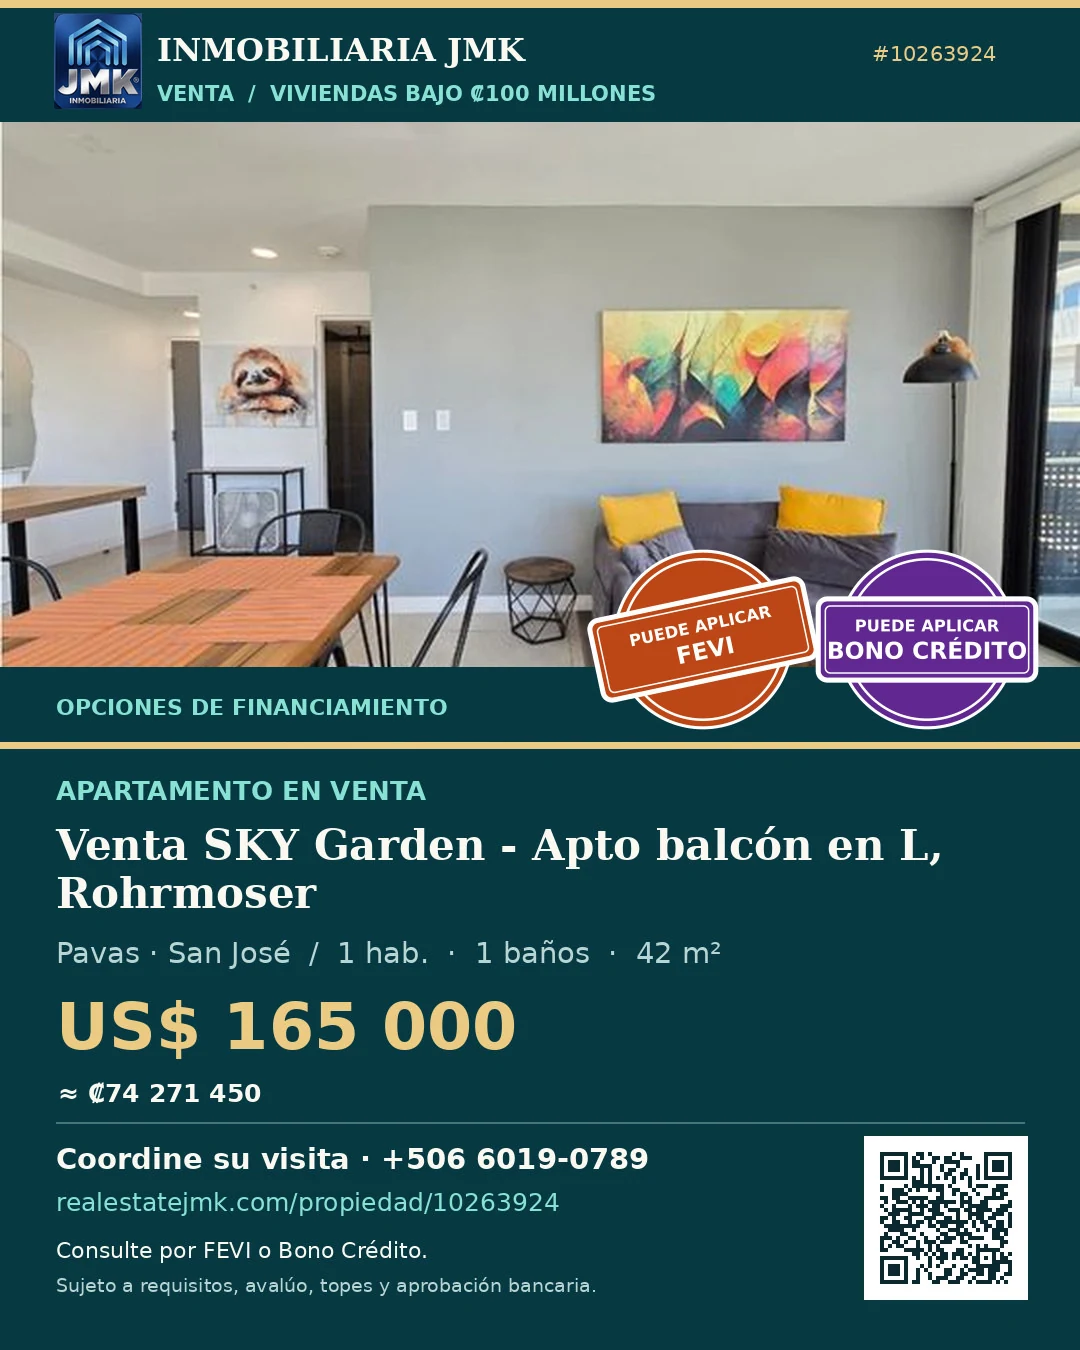 JMK
INMOBILIARIA
INMOBILIARIA JMK
VENTA / VIVIENDAS BAJO ₡100 MILLONES
#10263924
PUEDE APLICAR
FEVI
PUEDE APLICAR
BONO CRÉDITO
OPCIONES DE FINANCIAMIENTO
APARTAMENTO EN VENTA
Venta SKY Garden - Apto balcón en L,
Rohrmoser
Pavas · San José / 1 hab. · 1 baños · 42 m²
US$ 165 000
≈ ₡74 271 450
Coordine su visita · +506 6019-0789
realestatejmk.com/propiedad/10263924
Consulte por FEVI o Bono Crédito.
Sujeto a requisitos, avalúo, topes y aprobación bancaria.